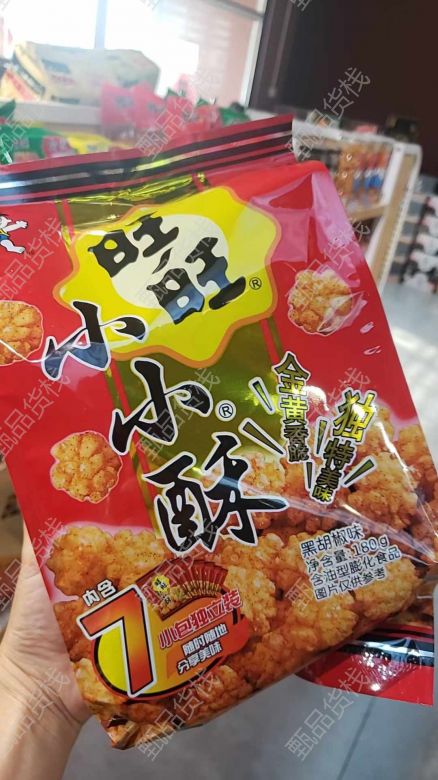 旺旺®
小小酥®
金黄香酥
独特美味
黑胡椒味
净含量:160g
含油型膨化食品
图片仅供参考
内含
7
小包独立装
随时随地
分享美味
甄品货栈